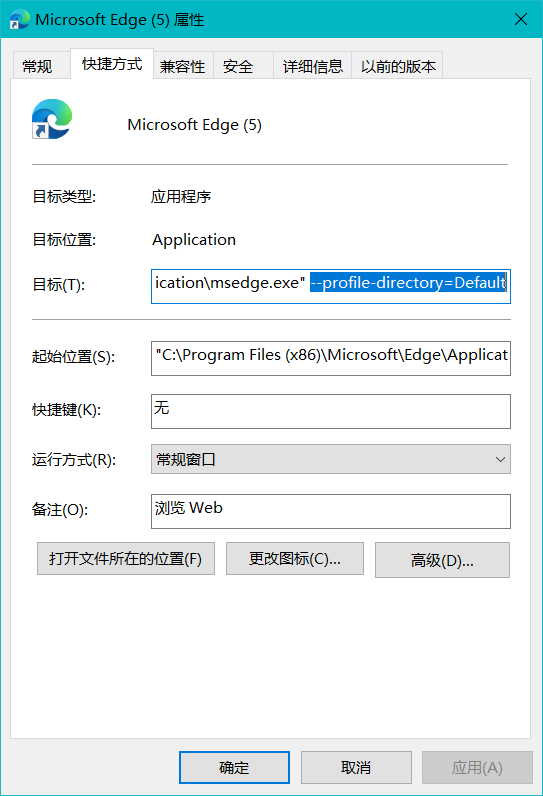 Microsoft Edge (5) 属性
常规 快捷方式 兼容性 安全 详细信息 以前的版本
Microsoft Edge (5)
目标类型: 应用程序
目标位置: Application
目标(T): ication\msedge.exe" --profile-directory=Default
起始位置(S): "C:\Program Files (x86)\Microsoft\Edge\Applicat
快捷键(K): 无
运行方式(R): 常规窗口
备注(O): 浏览 Web
打开文件所在的位置(F) 更改图标(C)... 高级(D)...
确定 取消 应用(A)